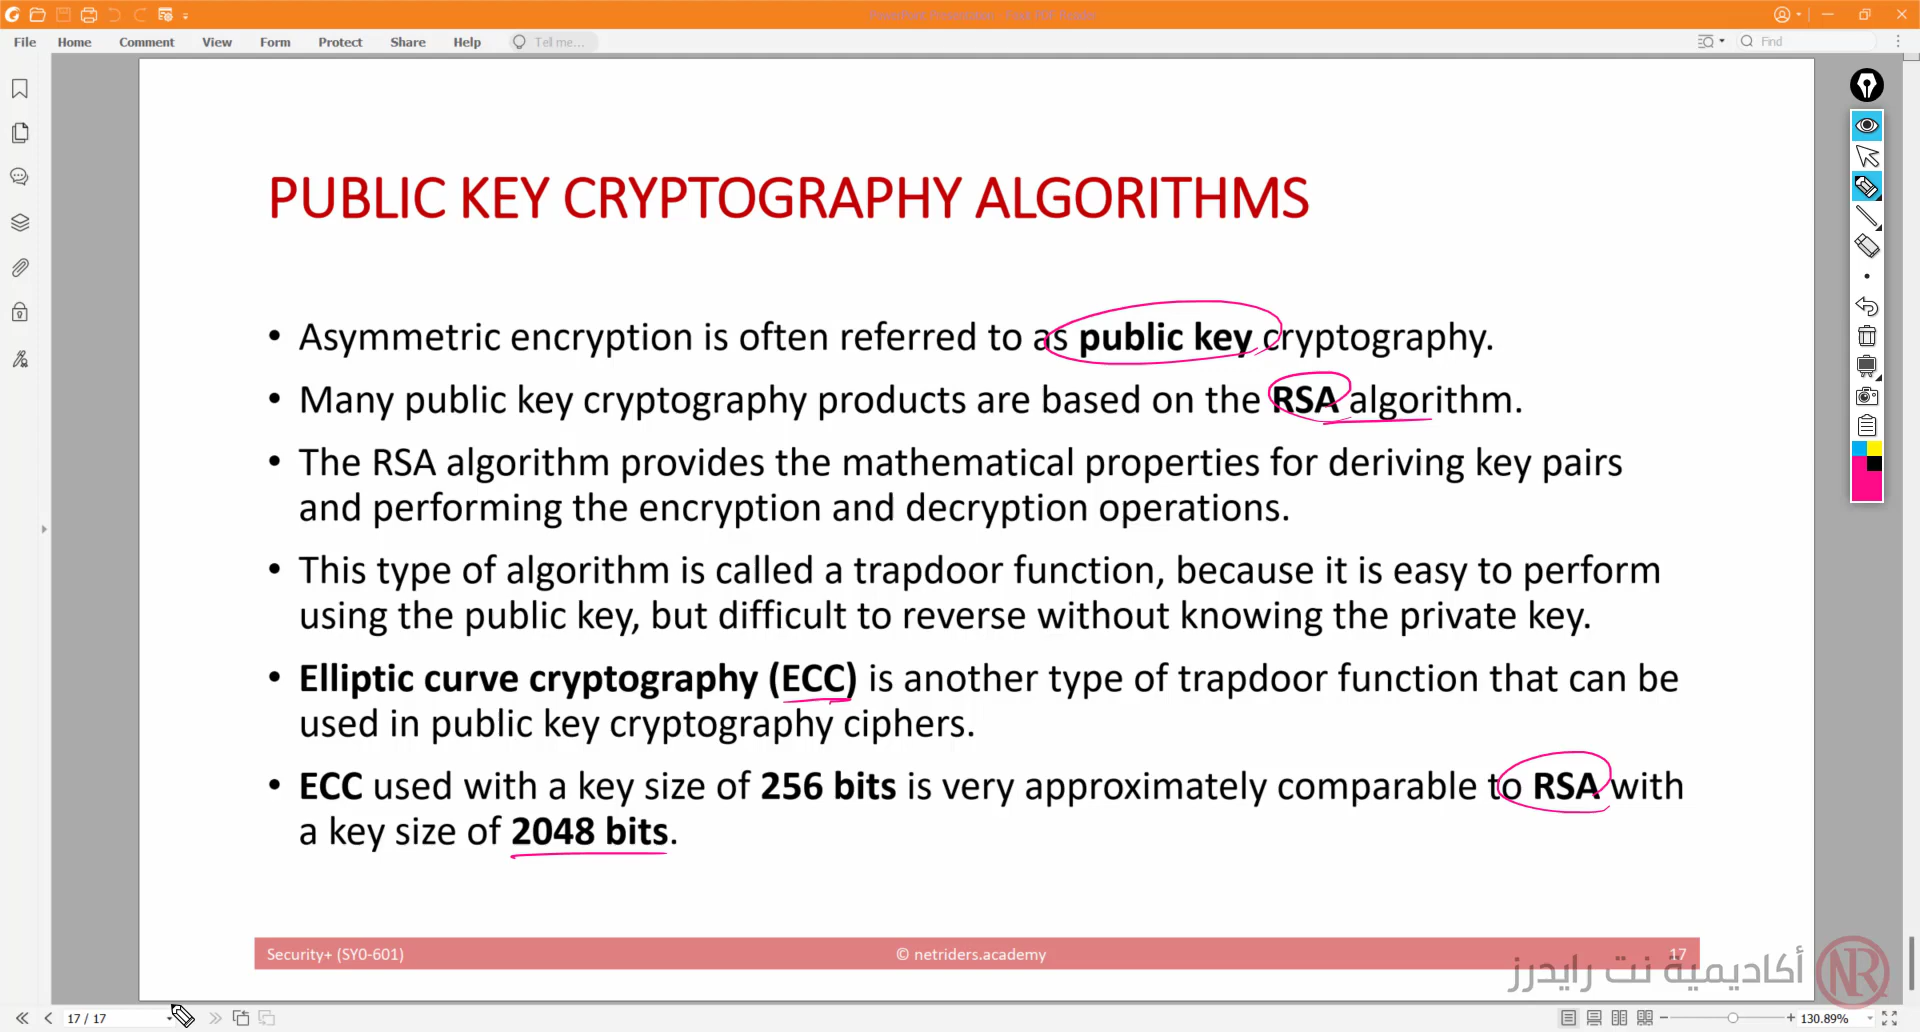 File Home Comment View Form Protect Share Help Tell me... Find
PUBLIC KEY CRYPTOGRAPHY ALGORITHMS
• Asymmetric encryption is often referred to as public key cryptography.
• Many public key cryptography products are based on the RSA algorithm.
• The RSA algorithm provides the mathematical properties for deriving key pairs
and performing the encryption and decryption operations.
• This type of algorithm is called a trapdoor function, because it is easy to perform
using the public key, but difficult to reverse without knowing the private key.
• Elliptic curve cryptography (ECC) is another type of trapdoor function that can be
used in public key cryptography ciphers.
• ECC used with a key size of 256 bits is very approximately comparable to RSA with
a key size of 2048 bits.
Security+ (SY0-601) © netriders.academy 17
أكاديمية نت رايدرز NR
17 / 17 130.89%